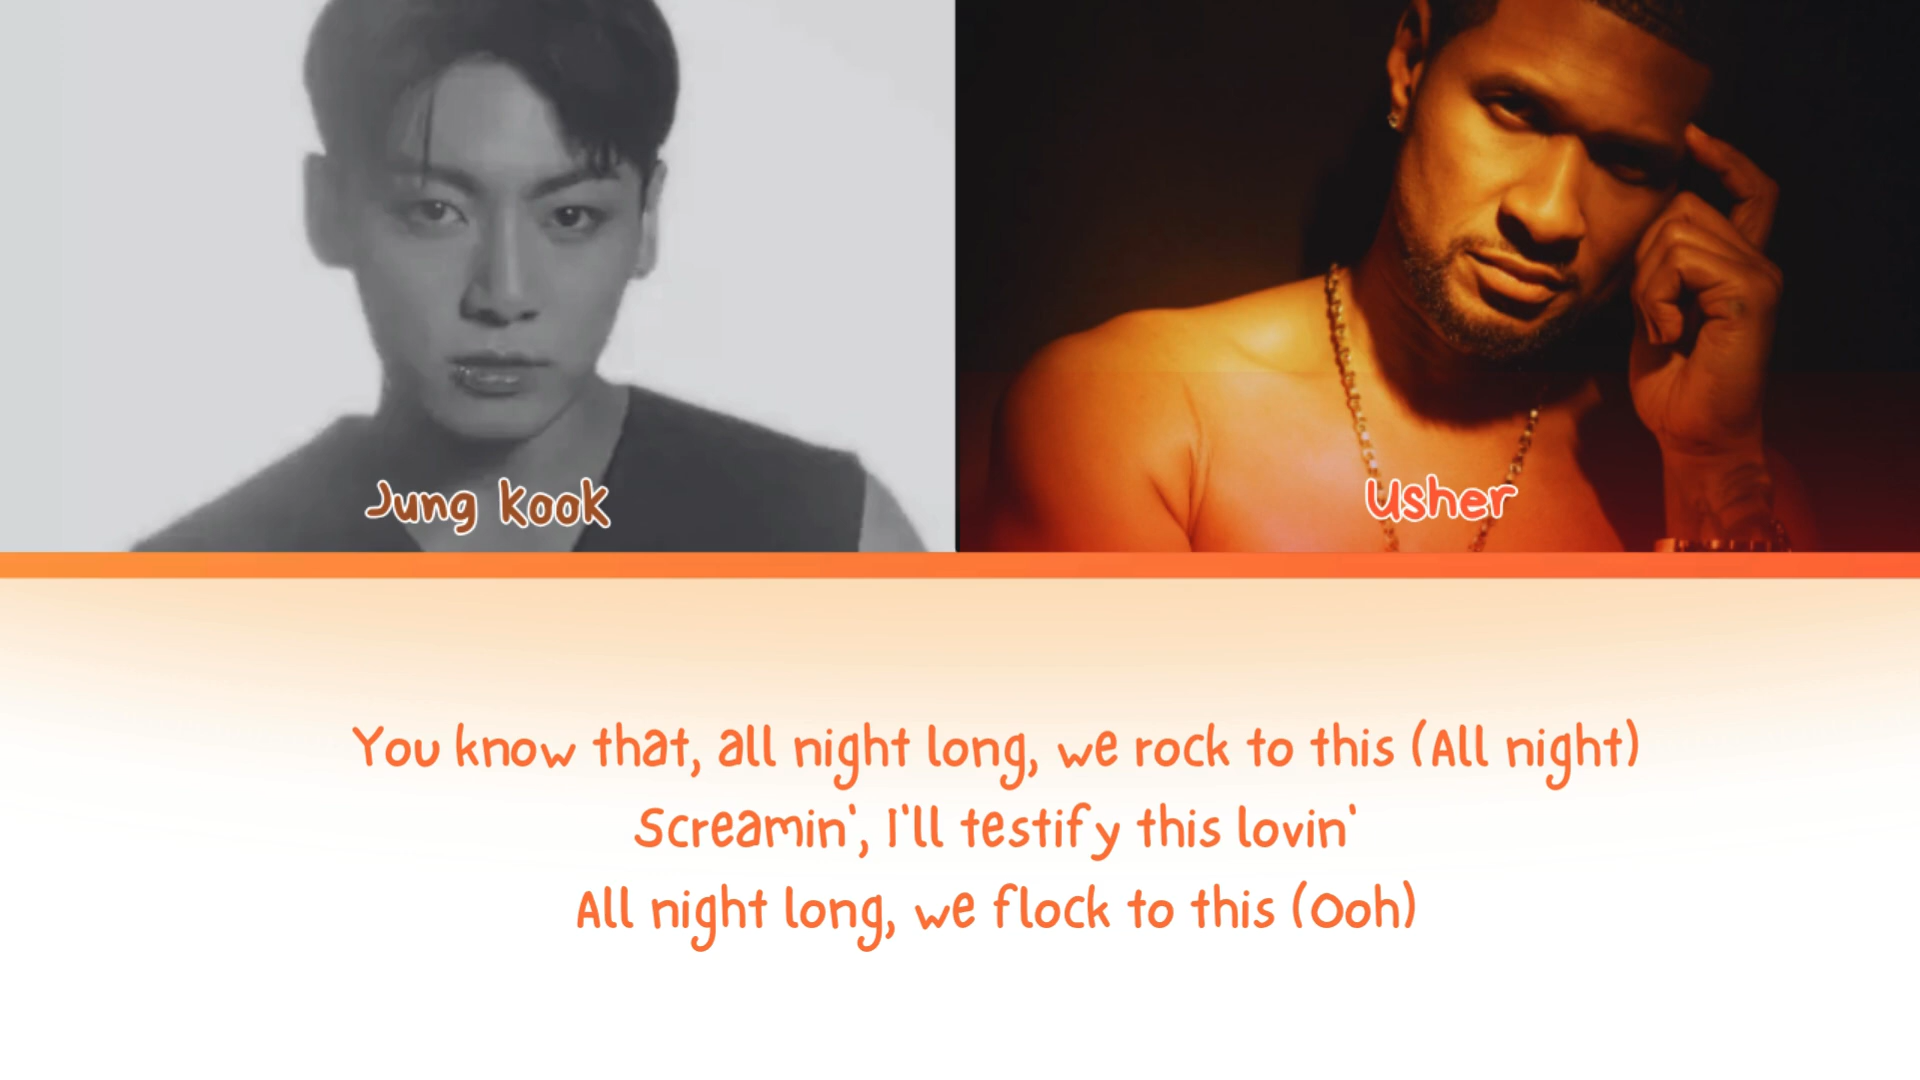 Jung Kook
Usher
You know that, all night long, we rock to this (All night)
Screamin', I'll testify this lovin'
All night long, we flock to this (Ooh)